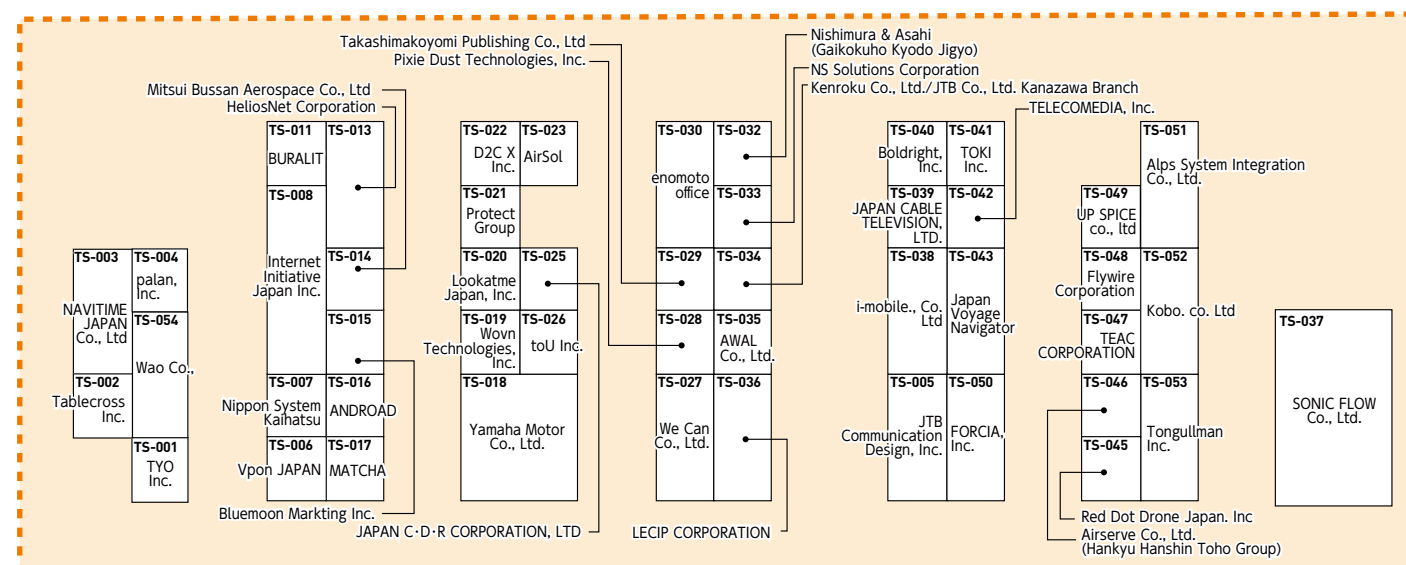 Takashimakoyomi Publishing Co., Ltd
Pixie Dust Technologies, Inc.
Nishimura & Asahi
(Gaikokuho Kyodo Jigyo)
NS Solutions Corporation
Kenroku Co., Ltd./JTB Co., Ltd. Kanazawa Branch
Mitsui Bussan Aerospace Co., Ltd
HeliosNet Corporation
TELECOMEDIA, Inc.
TS-003
NAVITIME
JAPAN
Co., Ltd
TS-004
palan,
Inc.
TS-054
Wao Co.,
TS-002
Tablecross
Inc.
TS-001
TYO
Inc.
TS-011
BURALIT
TS-013
TS-008
Internet
Initiative
Japan Inc.
TS-014
TS-015
TS-007
Nippon System
Kaihatsu
TS-016
ANDROAD
TS-006
Vpon JAPAN
TS-017
MATCHA
Bluemoon Markting Inc.
TS-022
D2C X
Inc.
TS-023
AirSol
TS-021
Protect
Group
TS-020
Lookatme
Japan, Inc.
TS-025
TS-019
Wovn
Technologies,
Inc.
TS-026
toU Inc.
TS-018
Yamaha Motor
Co., Ltd.
JAPAN C・D・R CORPORATION, LTD
TS-030
enomoto
office
TS-032
TS-033
TS-029
TS-034
TS-028
TS-035
AWAL
Co., Ltd.
TS-027
We Can
Co., Ltd.
TS-036
LECIP CORPORATION
TS-040
Boldright,
Inc.
TS-041
TOKI
Inc.
TS-039
JAPAN CABLE
TELEVISION,
LTD.
TS-042
TS-038
i-mobile., Co.
Ltd
TS-043
Japan
Voyage
Navigator
TS-005
JTB
Communication
Design, Inc.
TS-050
FORCIA,
Inc.
TS-051
Alps System Integration
Co., Ltd.
TS-049
UP SPICE
co., ltd
TS-048
Flywire
Corporation
TS-052
Kobo. co. Ltd
TS-047
TEAC
CORPORATION
TS-046
TS-053
Tongullman
Inc.
TS-045
Red Dot Drone Japan. Inc
Airserve Co., Ltd.
(Hankyu Hanshin Toho Group)
TS-037
SONIC FLOW
Co., Ltd.